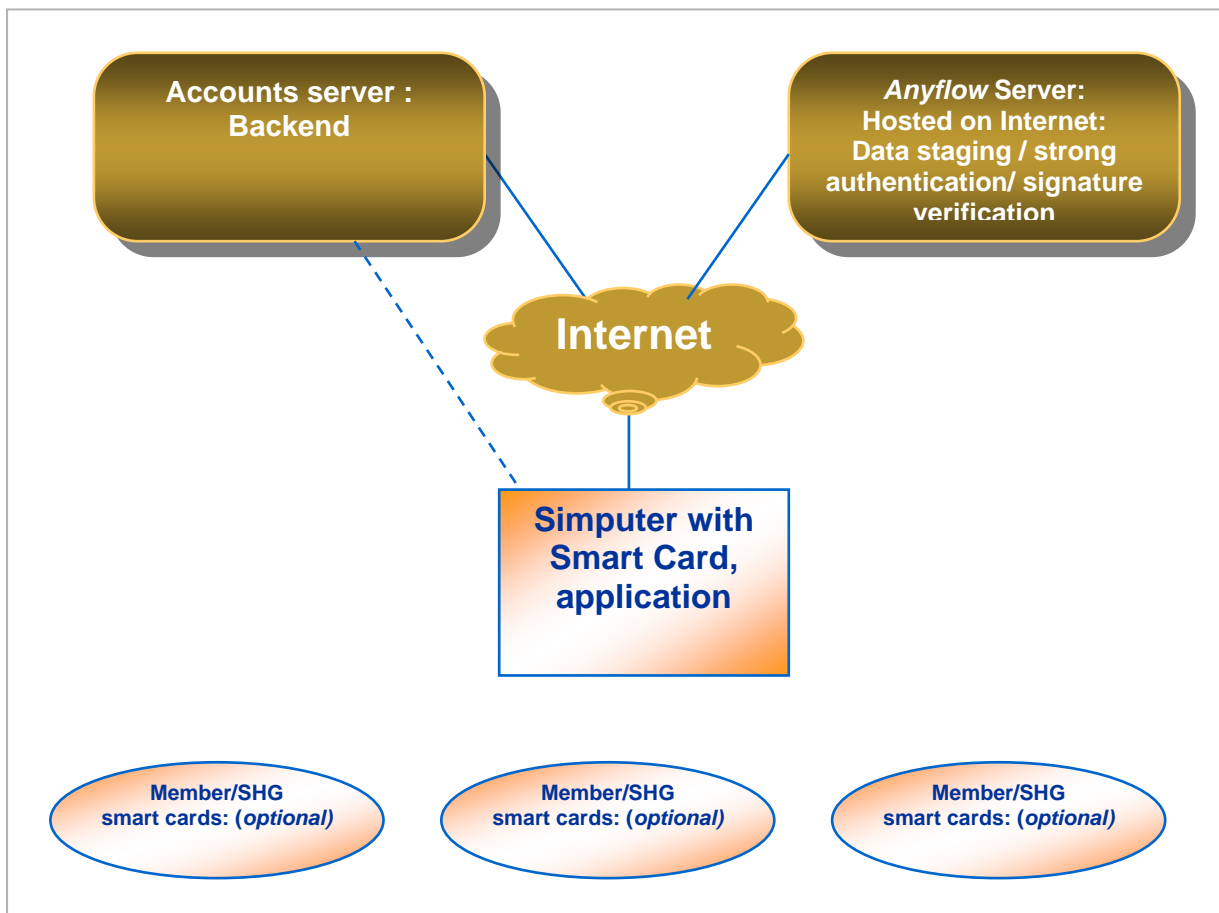 Accounts server :
Backend
Anyflow Server:
Hosted on Internet:
Data staging / strong
authentication/ signature
verification
Internet
Simputer with
Smart Card,
application
Member/SHG
smart cards: (optional)
Member/SHG
smart cards: (optional)
Member/SHG
smart cards: (optional)